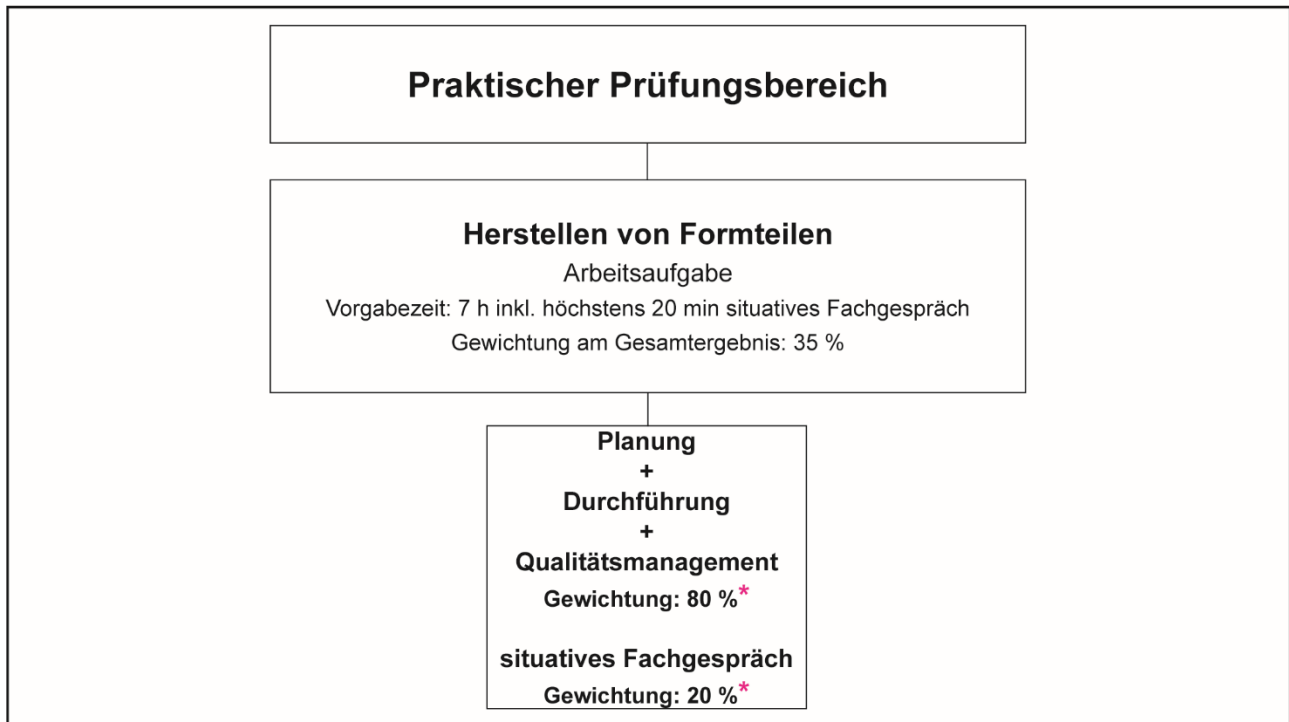 Praktischer Prüfungsbereich
Herstellen von Formteilen
Arbeitsaufgabe
Vorgabezeit: 7 h inkl. höchstens 20 min situatives Fachgespräch
Gewichtung am Gesamtergebnis: 35 %
Planung
+
Durchführung
+
Qualitätsmanagement
Gewichtung: 80 %*
situatives Fachgespräch
Gewichtung: 20 %*